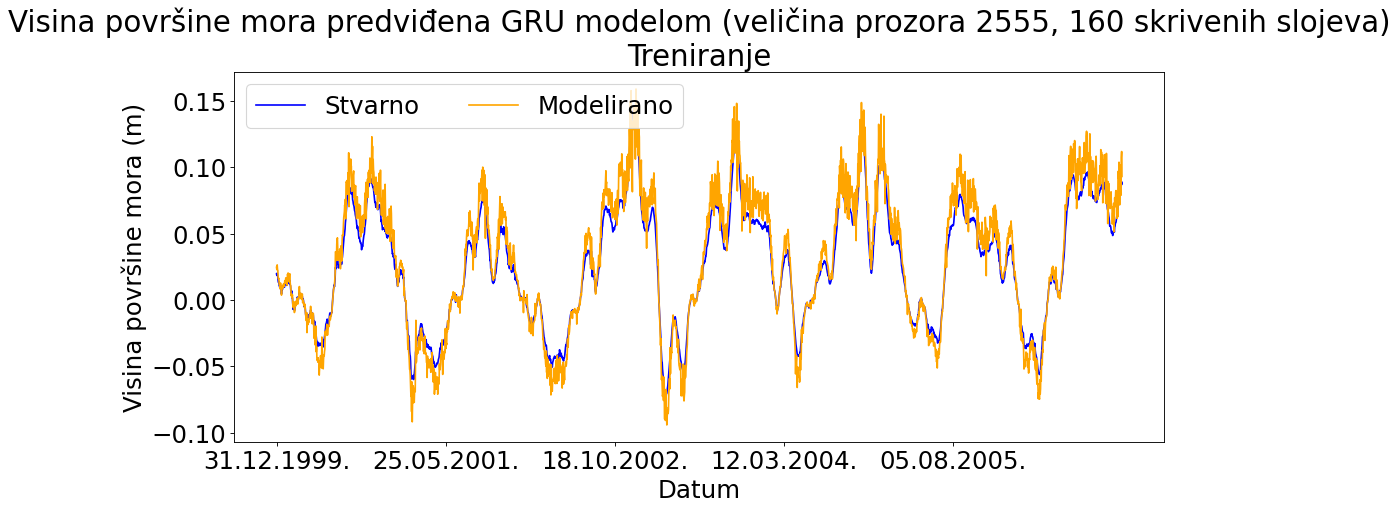 Visina površine mora predviđena GRU modelom (veličina prozora 2555, 160 skrivenih slojeva)
Treniranje
Stvarno Modelirano
Visina površine mora (m)
0.15
0.10
0.05
0.00
−0.05
−0.10
31.12.1999. 25.05.2001. 18.10.2002. 12.03.2004. 05.08.2005.
Datum